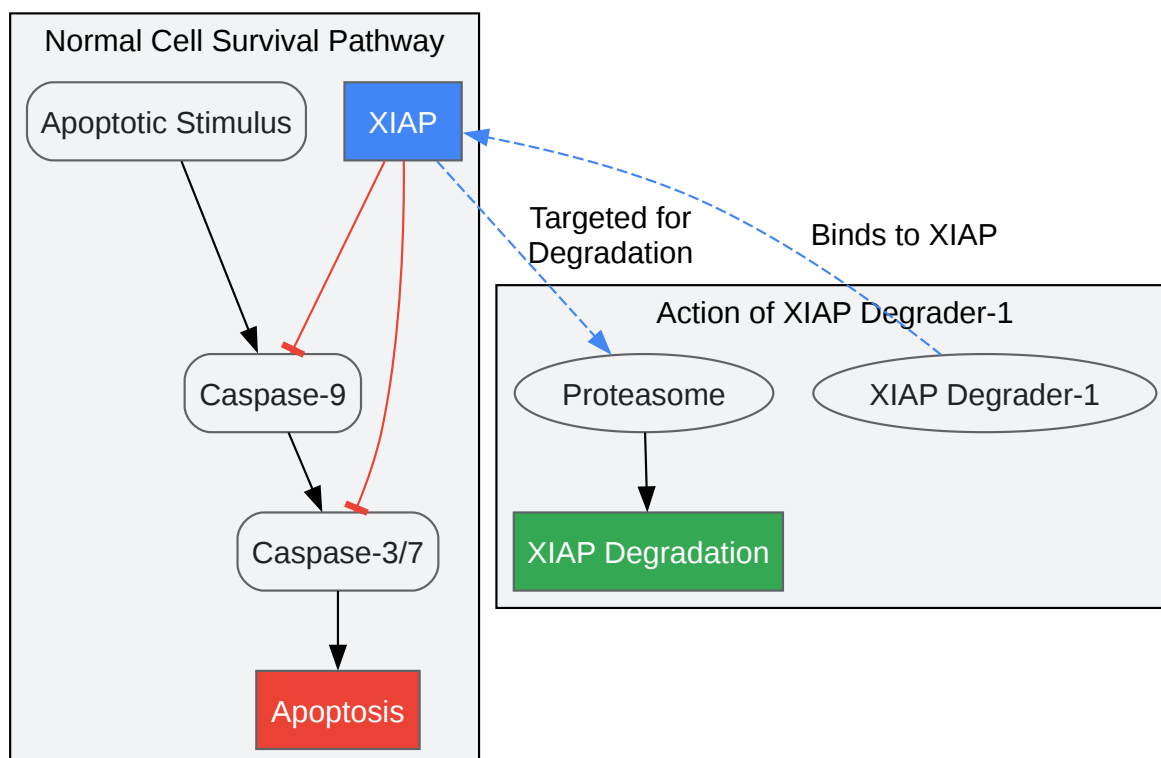 Normal Cell Survival Pathway
Apoptotic Stimulus
XIAP
Targeted for
Degradation
Binds to XIAP
Action of XIAP Degrader-1
Caspase-9
Proteasome
XIAP Degrader-1
Caspase-3/7
XIAP Degradation
Apoptosis